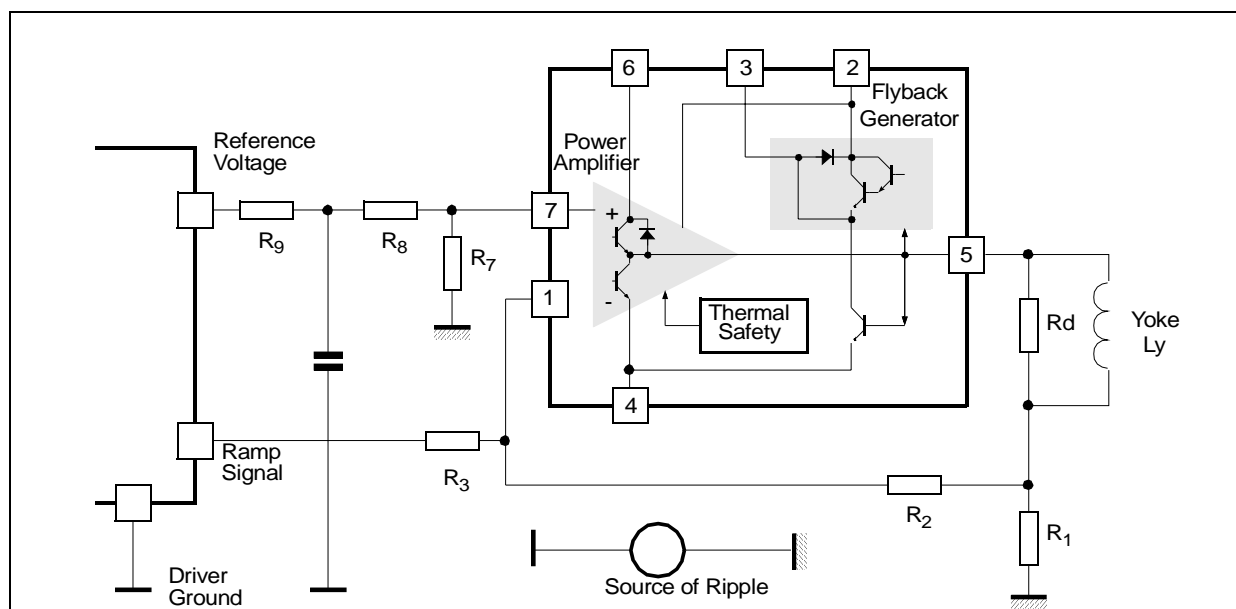 6
3
2
Flyback
Generator
Reference
Voltage
Power
Amplifier
7
+
R9
R8
R7
5
1
-
Thermal
Safety
Rd
Yoke
Ly
4
Ramp
Signal
R3
R2
R1
Driver
Ground
Source of Ripple